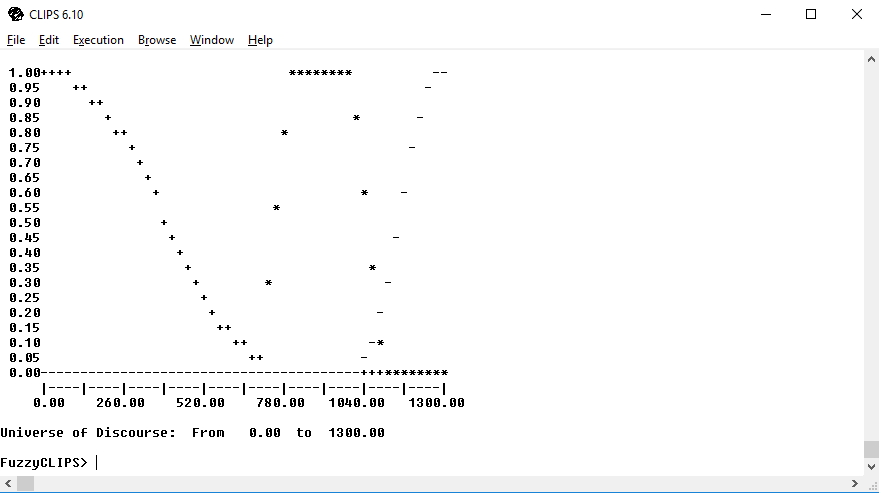 CLIPS 6.10
File Edit Execution Browse Window Help
 1.00++++                           ********          --
 0.95    ++                                          -
 0.90      ++
 0.85        +                              *       -
 0.80         ++                   *
 0.75           +                                  -
 0.70            +
 0.65             +
 0.60              +                         *    -
 0.55                             *
 0.50               +
 0.45                +                           -
 0.40                 +
 0.35                  +                      *
 0.30                   +        *              -
 0.25                    +
 0.20                     +                    -
 0.15                      ++
 0.10                        ++               -*
 0.05                          ++            -
 0.00----------------------------------------+++********
     |----|----|----|----|----|----|----|----|----|----|
    0.00    260.00    520.00    780.00   1040.00   1300.00
Universe of Discourse:  From   0.00  to  1300.00
FuzzyCLIPS>